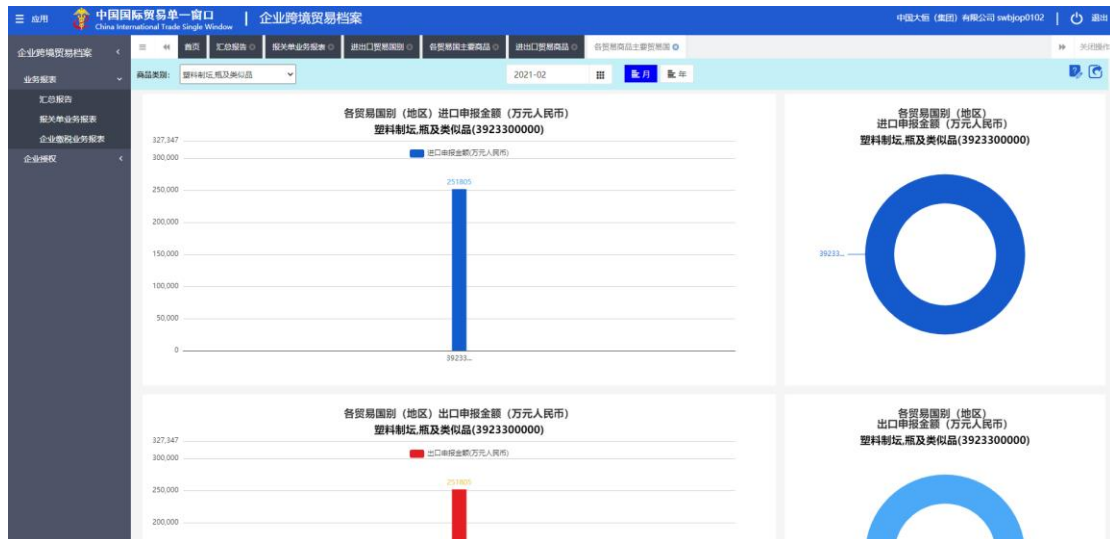 应用
中国国际贸易单一窗口
China International Trade Single Window
企业跨境贸易档案
中国大恒（集团）有限公司 swbjop0102
退出
企业跨境贸易档案
首页
汇总报告
报关单业务报表
进出口贸易国别
各贸易国主要商品
进出口贸易商品
各贸易商品主要贸易国
关闭操作
业务报表
汇总报告
报关单业务报表
企业缴税业务报表
企业授权
商品类别:
塑料制坛,瓶及类似品
2021-02
月
年
各贸易国别（地区）进口申报金额（万元人民币）
塑料制坛,瓶及类似品(3923300000)
进口申报金额(万元人民币)
327,347
300,000
250,000
200,000
150,000
100,000
50,000
0
251805
39233...
各贸易国别（地区）
进口申报金额（万元人民币）
塑料制坛,瓶及类似品(3923300000)
39233...
各贸易国别（地区）出口申报金额（万元人民币）
塑料制坛,瓶及类似品(3923300000)
出口申报金额(万元人民币)
327,347
300,000
250,000
200,000
251805
各贸易国别（地区）
出口申报金额（万元人民币）
塑料制坛,瓶及类似品(3923300000)